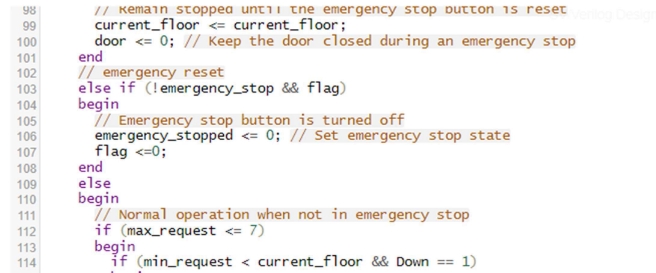 98 // Remain stopped until the emergency stop button is reset
Verilog Design
99 current_floor <= current_floor;
100 door <= 0; // Keep the door closed during an emergency stop
101 end
102 // emergency reset
103 else if (!emergency_stop && flag)
104 begin
105 // Emergency stop button is turned off
106 emergency_stopped <= 0; // Set emergency stop state
107 flag <=0;
108 end
109 else
110 begin
111 // Normal operation when not in emergency stop
112 if (max_request <= 7)
113 begin
114 if (min_request < current_floor && Down == 1)